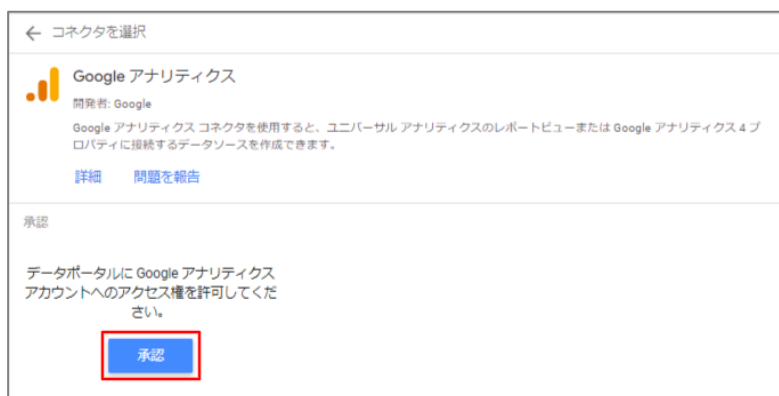 ← コネクタを選択
Google アナリティクス
開発者: Google
Google アナリティクス コネクタを使用すると、ユニバーサル アナリティクスのレポートビューまたは Google アナリティクス 4 プ
ロパティに接続するデータソースを作成できます。
詳細 問題を報告
承認
データポータルに Google アナリティクス
アカウントへのアクセス権を許可してくだ
さい。
承認